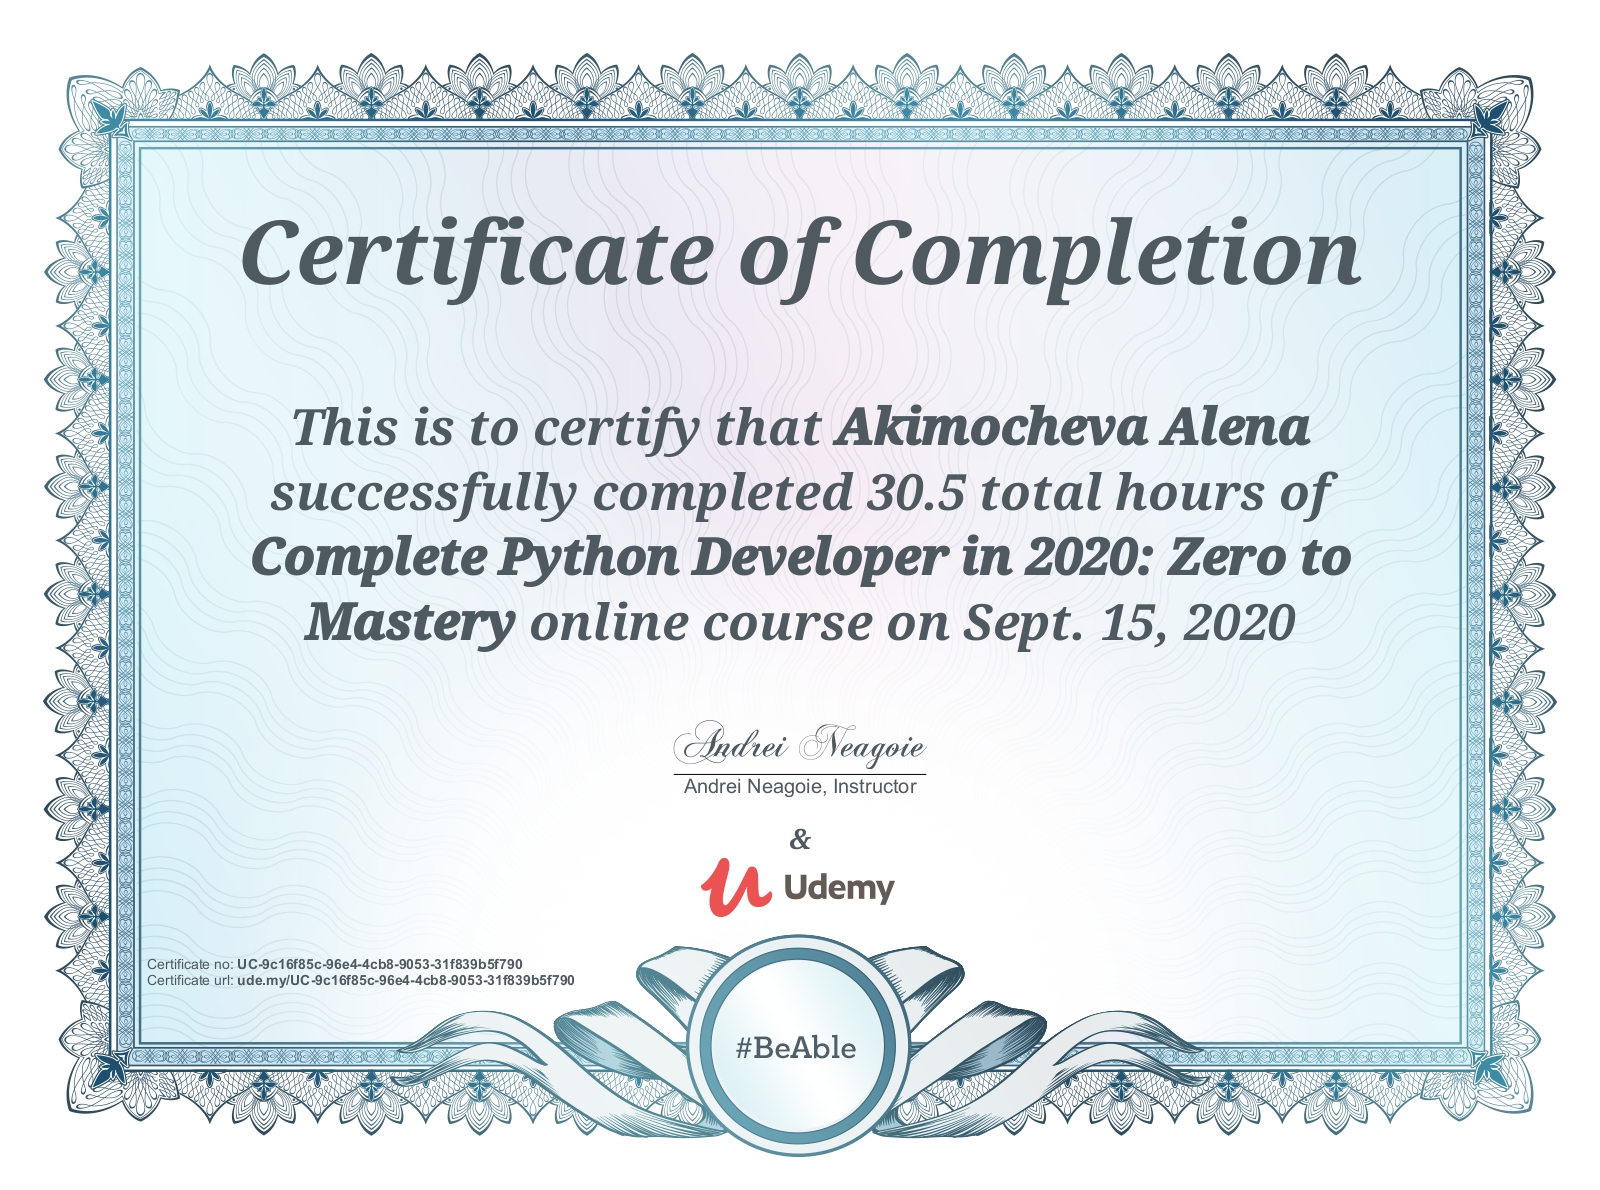 Certificate of Completion
This is to certify that Akimocheva Alena
successfully completed 30.5 total hours of
Complete Python Developer in 2020: Zero to
Mastery online course on Sept. 15, 2020
Andrei Neagoie
Andrei Neagoie, Instructor
&
Udemy
Certificate no: UC-9c16f85c-96e4-4cb8-9053-31f839b5f790
Certificate url: ude.my/UC-9c16f85c-96e4-4cb8-9053-31f839b5f790
#BeAble